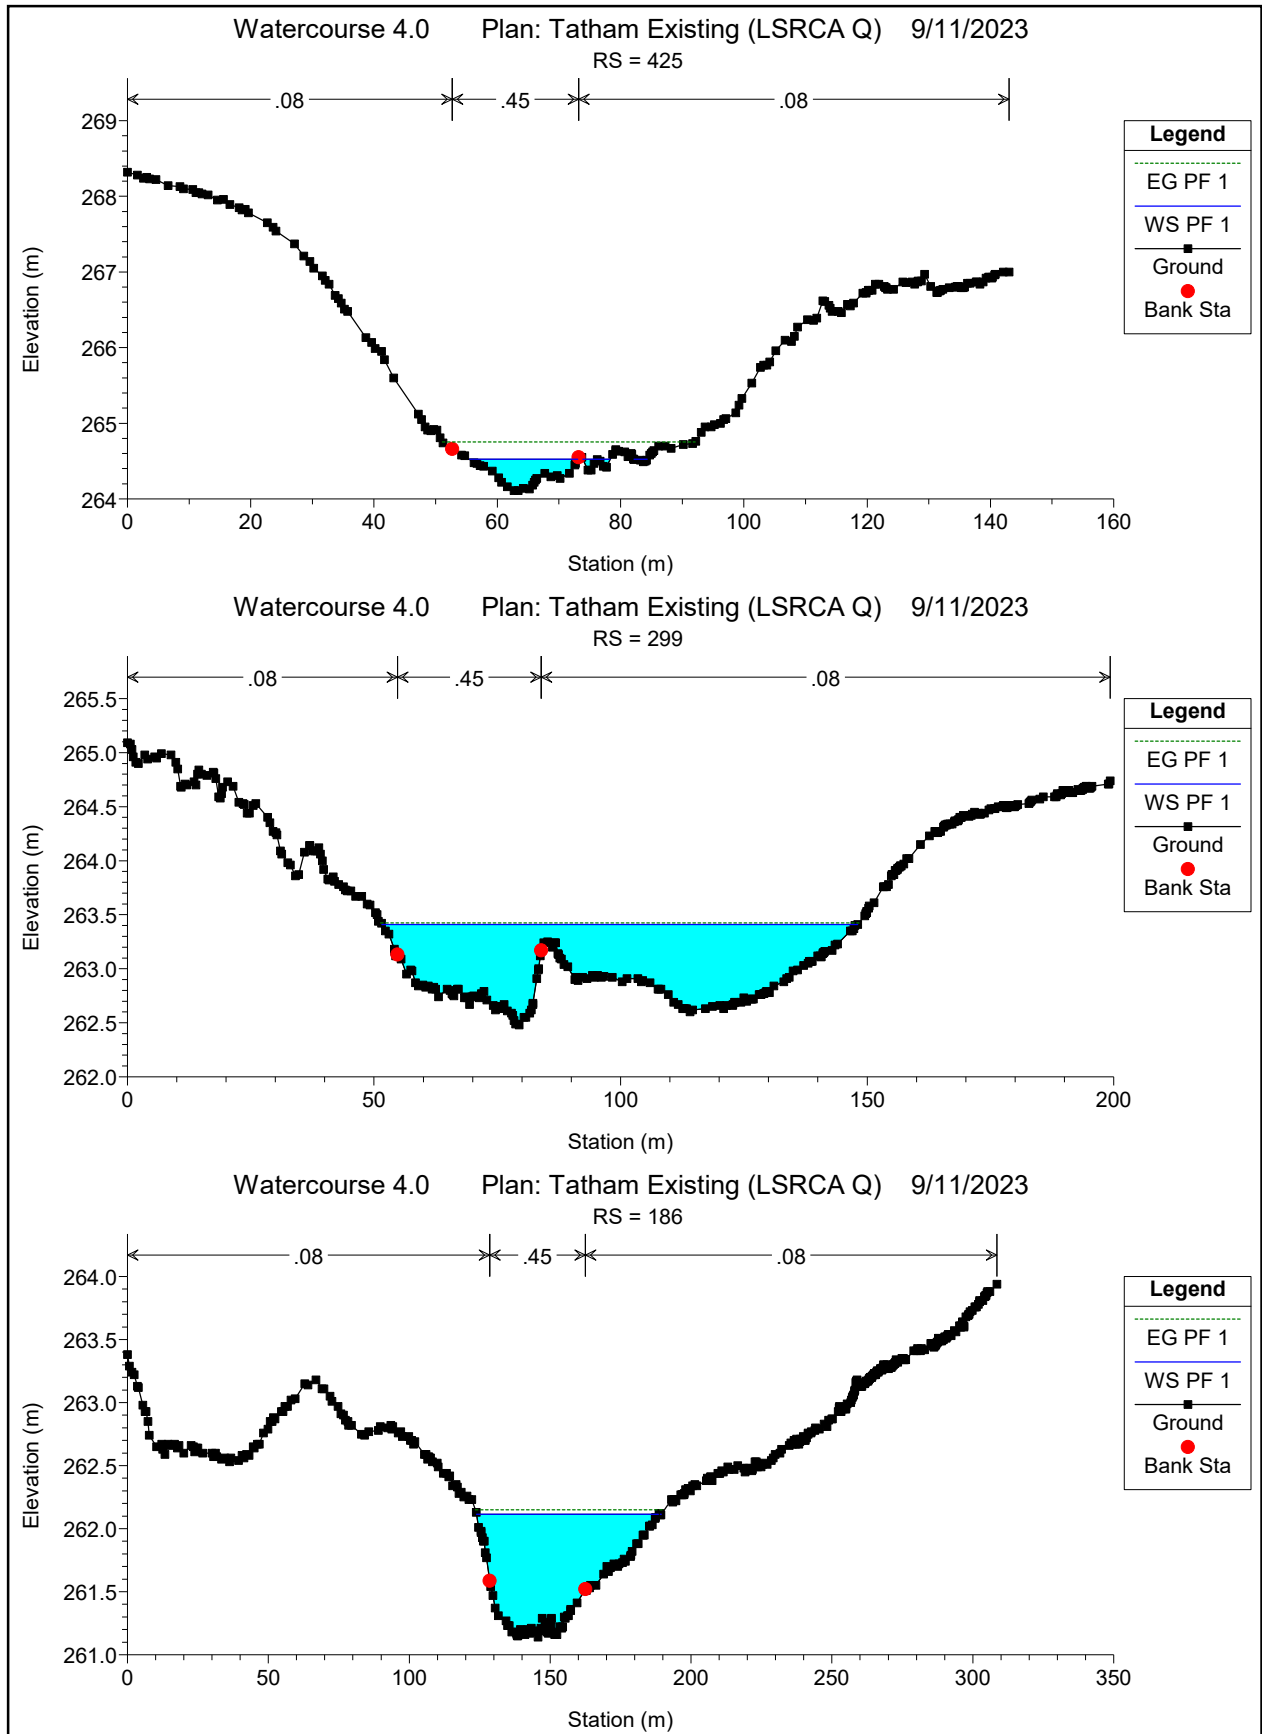 Watercourse 4.0 Plan: Tatham Existing (LSRCA Q) 9/11/2023
RS = 425
.08 .45 .08
269
268
267
266
265
264
Elevation (m)
0 20 40 60 80 100 120 140 160
Station (m)
Legend
EG PF 1
WS PF 1
Ground
Bank Sta
Watercourse 4.0 Plan: Tatham Existing (LSRCA Q) 9/11/2023
RS = 299
.08 .45 .08
265.5
265.0
264.5
264.0
263.5
263.0
262.5
262.0
Elevation (m)
0 50 100 150 200
Station (m)
Legend
EG PF 1
WS PF 1
Ground
Bank Sta
Watercourse 4.0 Plan: Tatham Existing (LSRCA Q) 9/11/2023
RS = 186
.08 .45 .08
264.0
263.5
263.0
262.5
262.0
261.5
261.0
Elevation (m)
0 50 100 150 200 250 300 350
Station (m)
Legend
EG PF 1
WS PF 1
Ground
Bank Sta